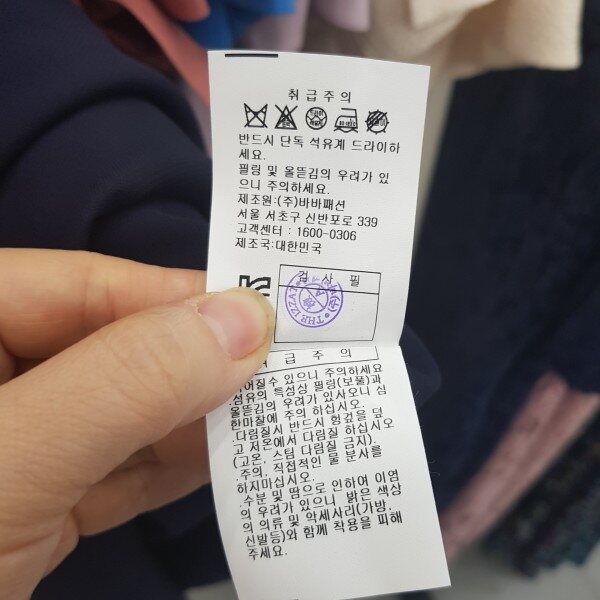 취급주의
반드시 단독 석유계 드라이하
세요.
필링 및 올뜯김의 우려가 있
으니 주의하세요.
제조원:(주)바바패션
서울 서초구 신반포로 339
고객센터 : 1600-0306
제조국:대한민국
검 사 필
THE IZZAT
급 주 의
어질수 있으니 주의하세요
섬유의 특성상 필링(보풀)과
올뜯김의 우려가 있사오니 심
한마찰에 주의 하십시오.
.다림질시 반드시 헝겊을 덮
고 저온에서 다림질 하십시오
(고온, 스팀 다림질 금지).
.주의, 직접적인 물 분사를
하지마십시오.
.수분 및 땀으로 인하여 이염
의 우려가 있으니 밝은 색상
의 의류 및 악세사리(가방,
신발등)와 함께 착용을 피해
주세요.